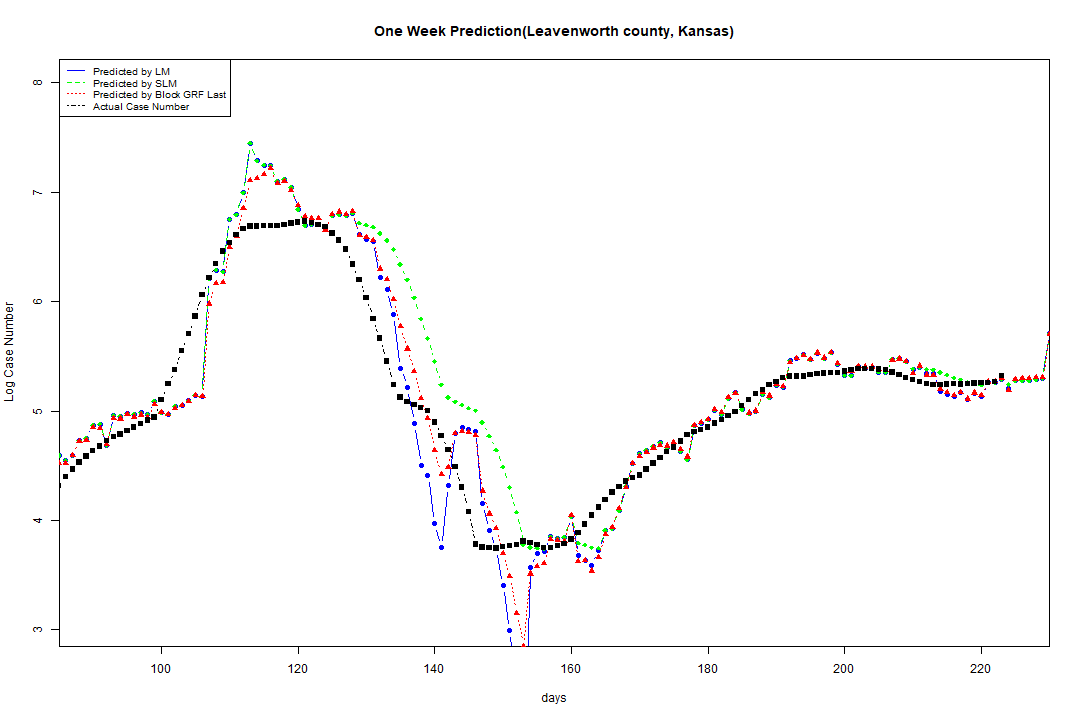 One Week Prediction(Leavenworth county, Kansas)
Predicted by LM
Predicted by SLM
Predicted by Block GRF Last
Actual Case Number
8
7
6
5
4
3
Log Case Number
100 120 140 160 180 200 220
days